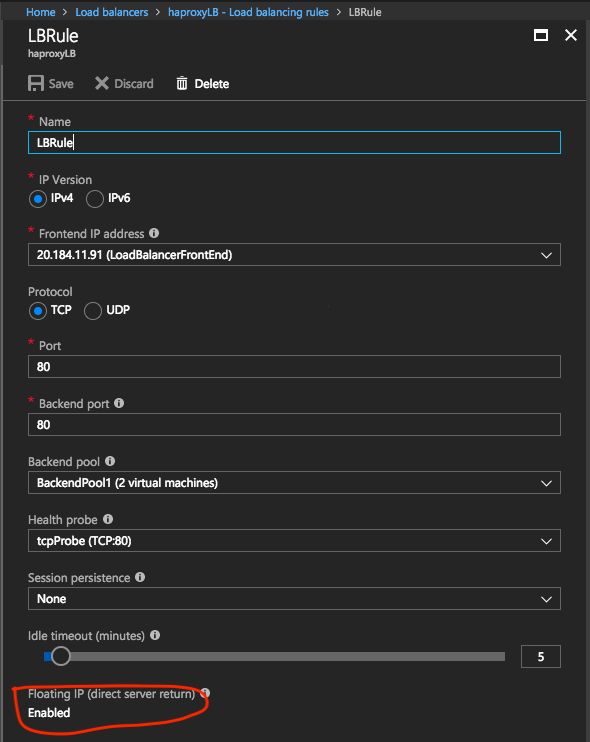 Home > Load balancers > haproxyLB - Load balancing rules > LBRule
LBRule
haproxyLB
Save Discard Delete
* Name
LBRule
* IP Version
IPv4 IPv6
* Frontend IP address
20.184.11.91 (LoadBalancerFrontEnd)
Protocol
TCP UDP
* Port
80
* Backend port
80
Backend pool
BackendPool1 (2 virtual machines)
Health probe
tcpProbe (TCP:80)
Session persistence
None
Idle timeout (minutes)
5
Floating IP (direct server return)
Enabled